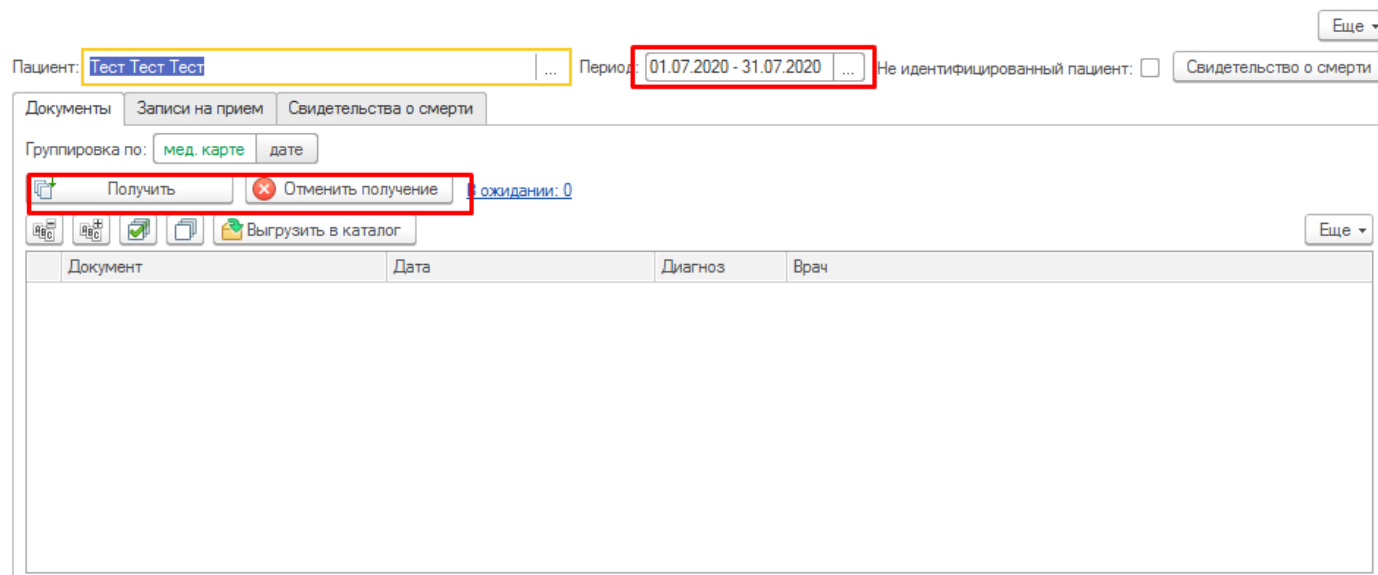 Еще
Пациент: Тест Тест Тест ... Период: 01.07.2020 - 31.07.2020 ... Не идентифицированный пациент: Свидетельство о смерти
Документы Записи на прием Свидетельства о смерти
Группировка по: мед. карте дате
Получить Отменить получение В ожидании: 0
Выгрузить в каталог Еще
Документ Дата Диагноз Врач